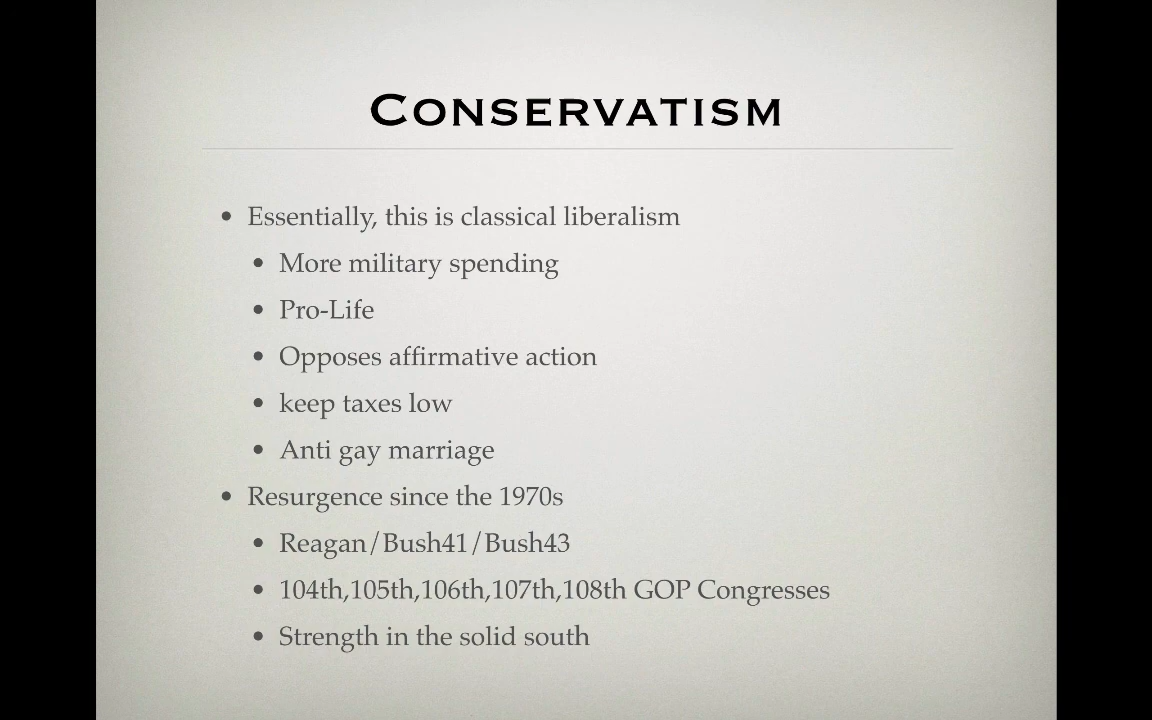 Conservatism
• Essentially, this is classical liberalism
• More military spending
• Pro-Life
• Opposes affirmative action
• keep taxes low
• Anti gay marriage
• Resurgence since the 1970s
• Reagan/Bush41/Bush43
• 104th,105th,106th,107th,108th GOP Congresses
• Strength in the solid south